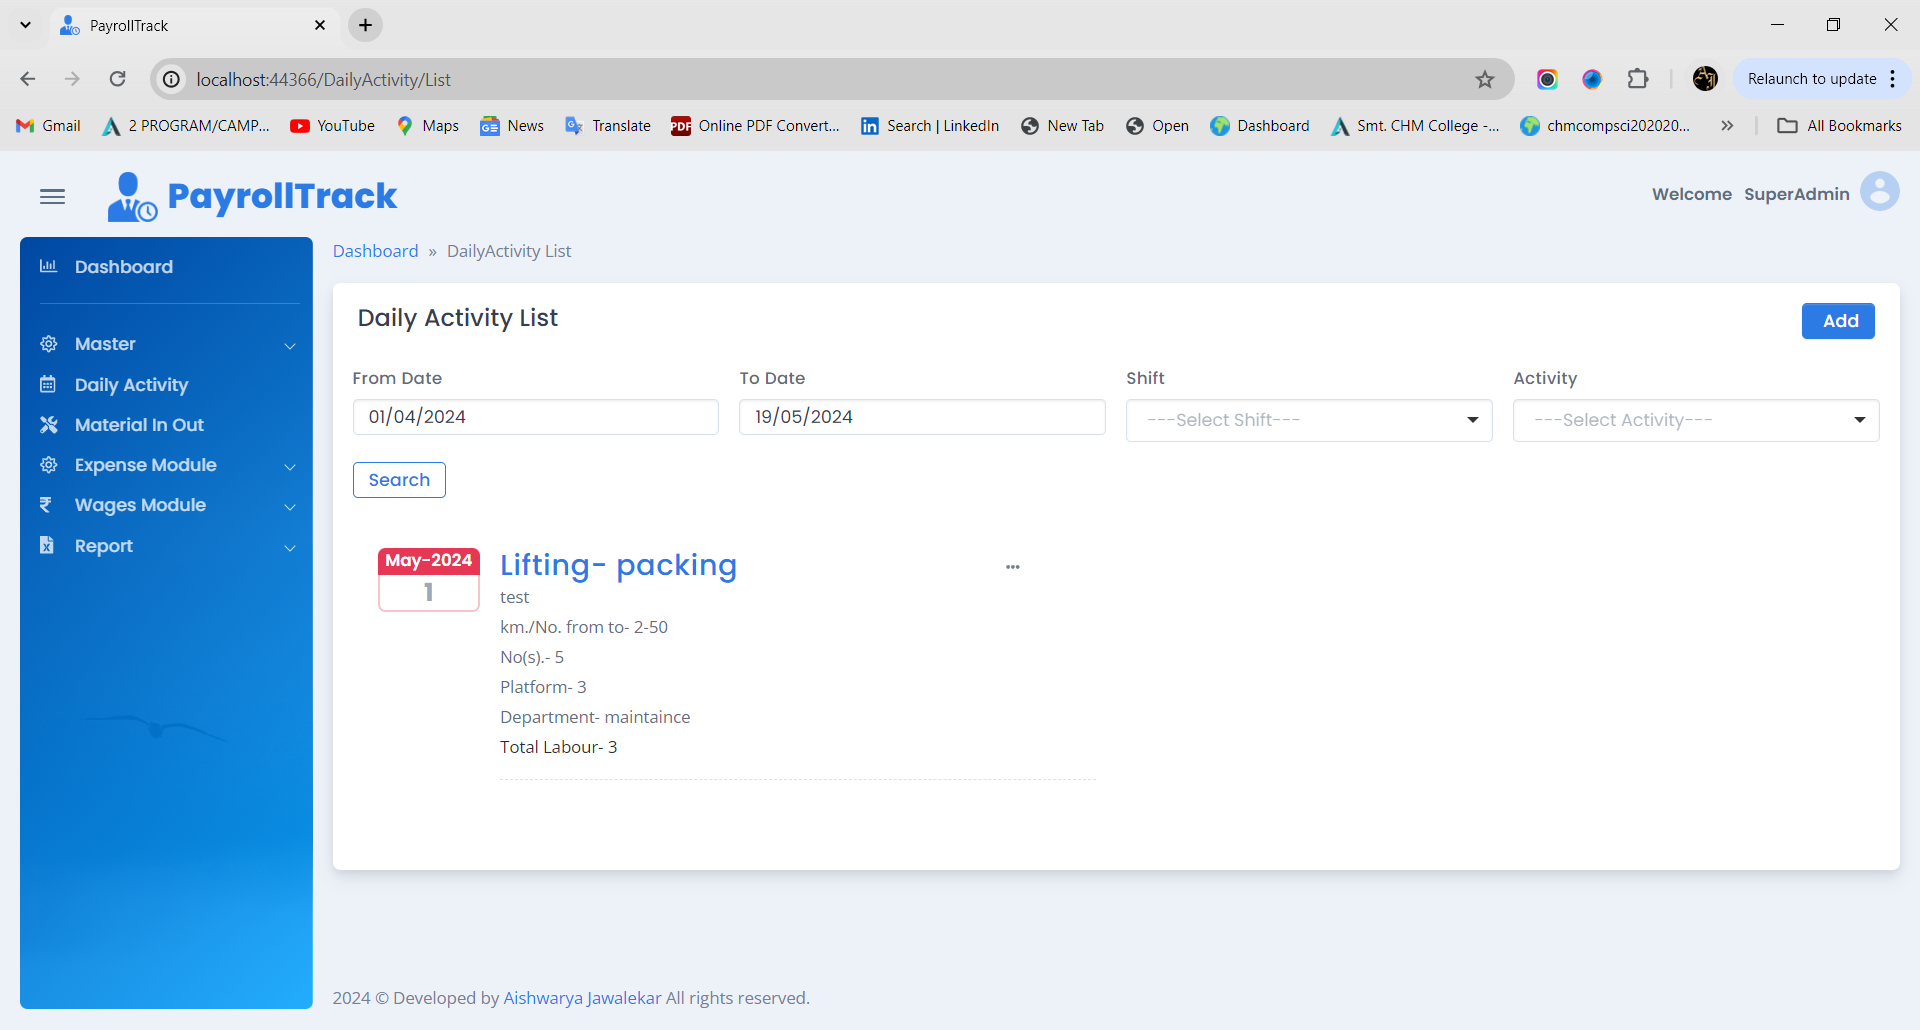 PayrollTrack
localhost:44366/DailyActivity/List
Relaunch to update
Gmail
2 PROGRAM/CAMP...
YouTube
Maps
News
Translate
PDF
Online PDF Convert...
Search | LinkedIn
New Tab
Open
Dashboard
Smt. CHM College -...
chmcompsci202020...
All Bookmarks
PayrollTrack
Welcome SuperAdmin
Dashboard
Master
Daily Activity
Material In Out
Expense Module
Wages Module
Report
Dashboard » DailyActivity List
Daily Activity List
Add
From Date
To Date
Shift
Activity
01/04/2024
19/05/2024
---Select Shift---
---Select Activity---
Search
May-2024
1
Lifting- packing
test
km./No. from to- 2-50
No(s).- 5
Platform- 3
Department- maintaince
Total Labour- 3
2024 © Developed by Aishwarya Jawalekar All rights reserved.